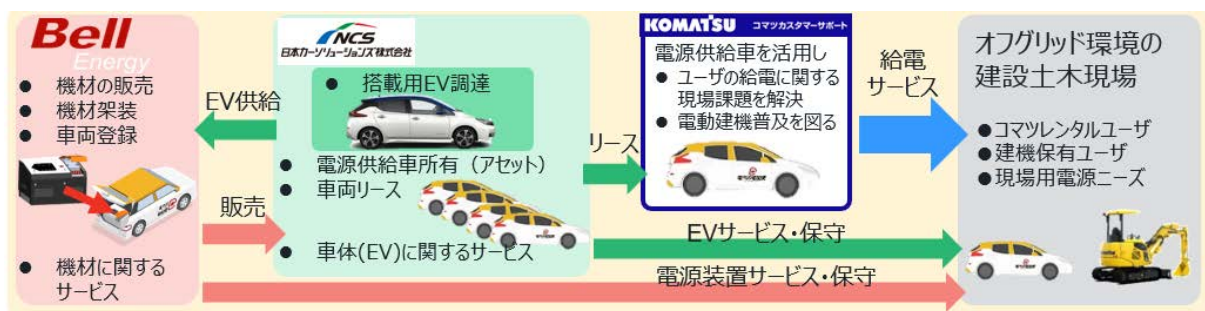 Bell
Energy
● 機材の販売
● 機材架装
● 車両登録
● 機材に関する
サービス
EV供給
販売
NCS
日本カーソリューションズ株式会社
● 搭載用EV調達
● 電源供給車所有（アセット）
● 車両リース
● 車体(EV)に関するサービス
リース
KOMATSU コマツカスタマーサポート
電源供給車を活用し
● ユーザの給電に関する
現場課題を解決
● 電動建機普及を図る
給電
サービス
EVサービス・保守
電源装置サービス・保守
オフグリッド環境の
建設土木現場
●コマツレンタルユーザ
●建機保有ユーザ
●現場用電源ニーズ